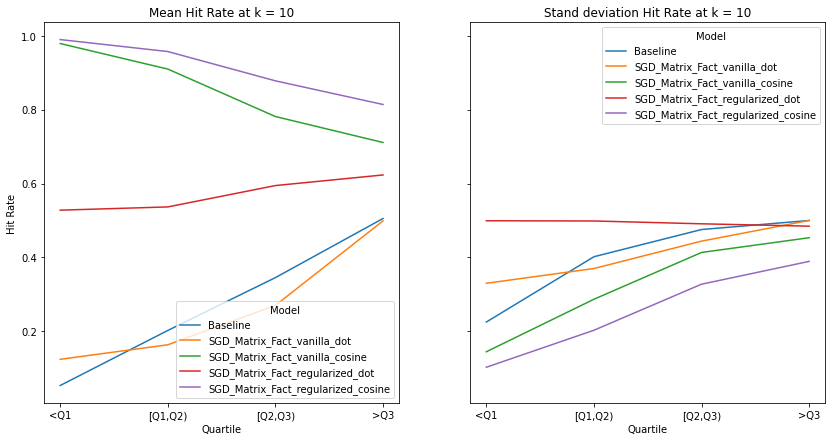 Mean Hit Rate at k = 10
1.0
0.8
0.6
0.4
0.2
Hit Rate
Model
Baseline
SGD_Matrix_Fact_vanilla_dot
SGD_Matrix_Fact_vanilla_cosine
SGD_Matrix_Fact_regularized_dot
SGD_Matrix_Fact_regularized_cosine
<Q1
[Q1,Q2)
[Q2,Q3)
>Q3
Quartile
Stand deviation Hit Rate at k = 10
Model
Baseline
SGD_Matrix_Fact_vanilla_dot
SGD_Matrix_Fact_vanilla_cosine
SGD_Matrix_Fact_regularized_dot
SGD_Matrix_Fact_regularized_cosine
<Q1
[Q1,Q2)
[Q2,Q3)
>Q3
Quartile